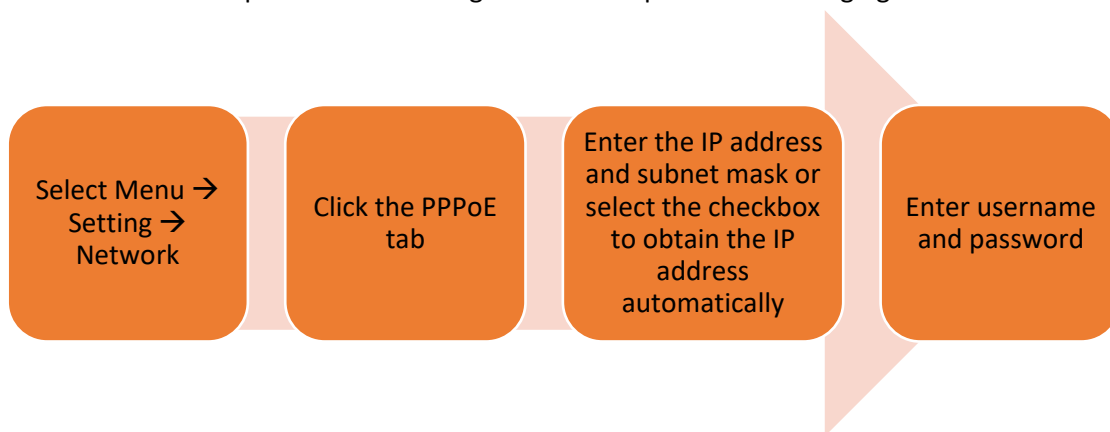 Select Menu →
Setting →
Network
Click the PPPoE
tab
Enter the IP address
and subnet mask or
select the checkbox
to obtain the IP
address
automatically
Enter username
and password